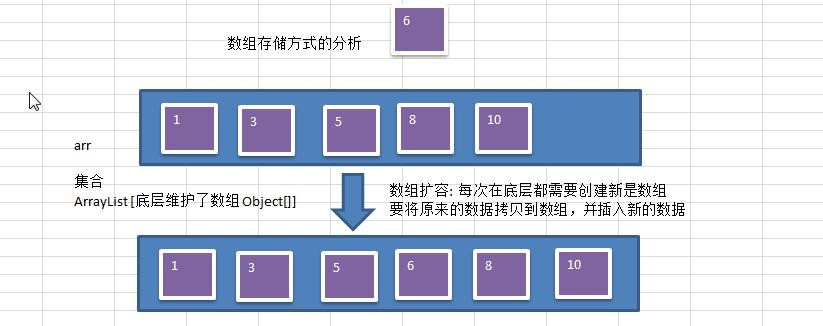 6
数组存储方式的分析
1 3 5 8 10
arr
集合
ArrayList [底层维护了数组 Object[]]
数组扩容: 每次在底层都需要创建新是数组
要将原来的数据拷贝到数组，并插入新的数据
1 3 5 6 8 10